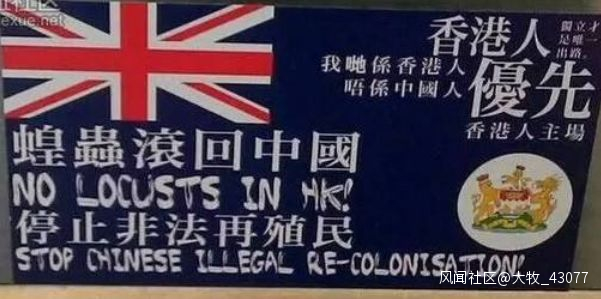 exue.net]
香港人
獨立才
是唯一
出路。
我哋係香港人
唔係中國人
優先
香港人主場
蝗蟲滾回中國
NO LOCUSTS IN HK!
停止非法再殖民
STOP CHINESE ILLEGAL RE-COLONISATION!
风闻社区@大牧_43077